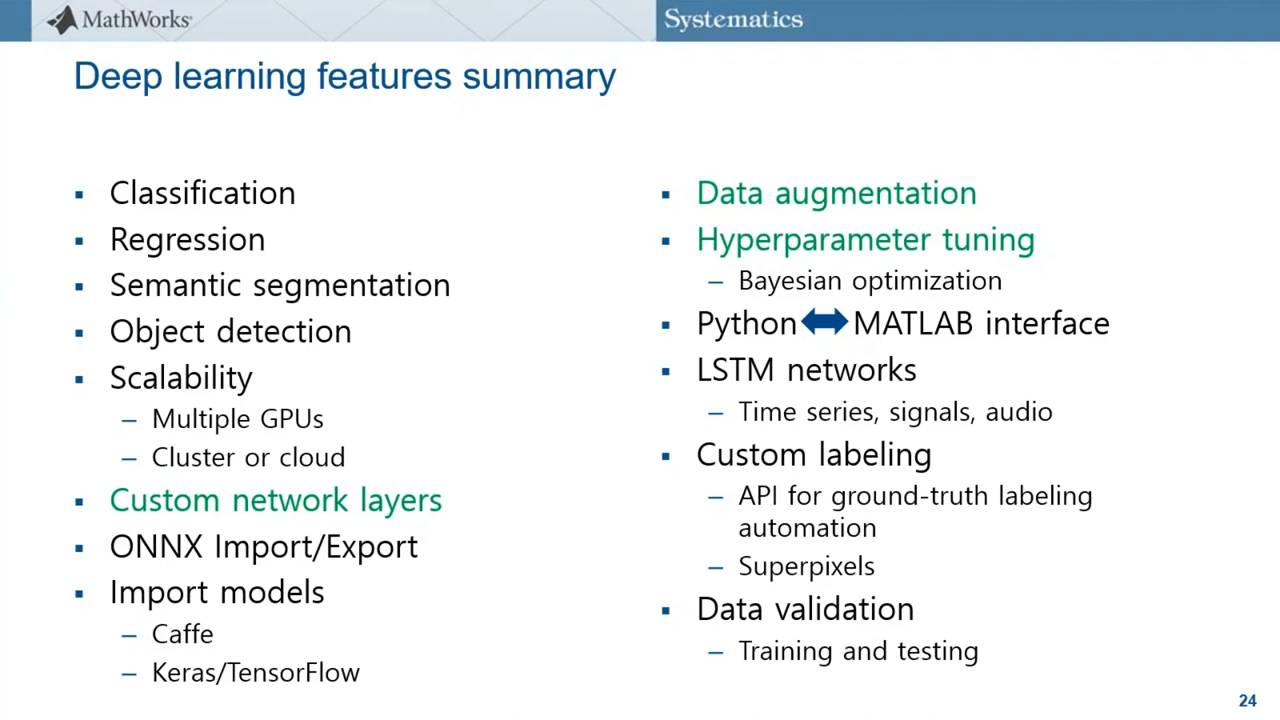 MathWorks
Systematics
Deep learning features summary
Classification
Regression
Semantic segmentation
Object detection
Scalability
– Multiple GPUs
– Cluster or cloud
Custom network layers
ONNX Import/Export
Import models
– Caffe
– Keras/TensorFlow
Data augmentation
Hyperparameter tuning
– Bayesian optimization
Python MATLAB interface
LSTM networks
– Time series, signals, audio
Custom labeling
– API for ground-truth labeling
automation
– Superpixels
Data validation
– Training and testing
24